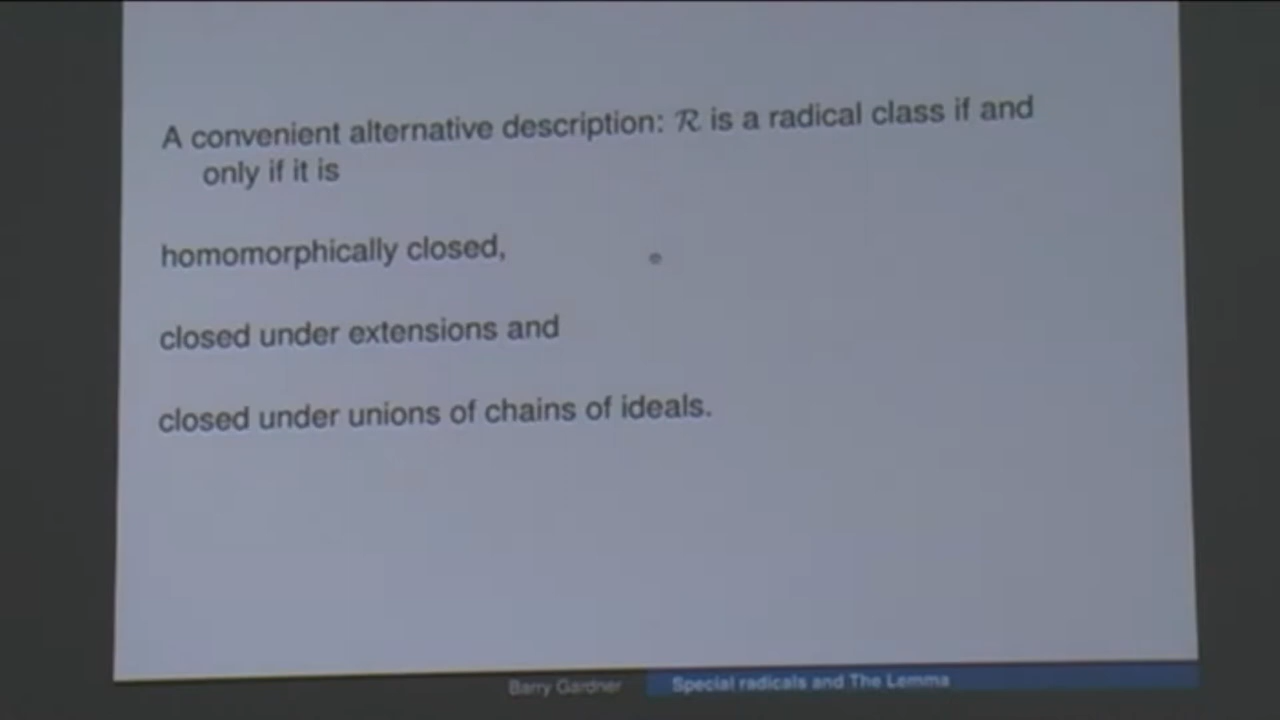 A convenient alternative description: ℛ is a radical class if and
only if it is
homomorphically closed,
closed under extensions and
closed under unions of chains of ideals.
Barry Gardner
Special radicals and The Lemma